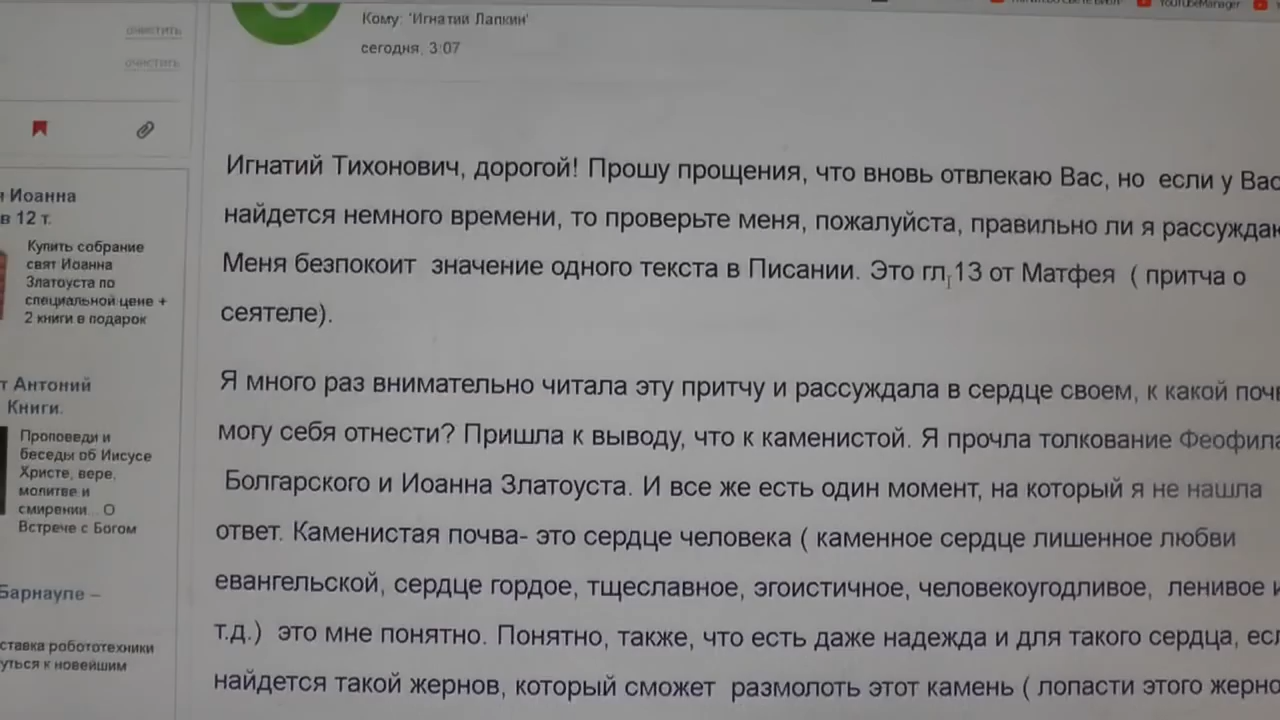 YouTubeManager
Кому: 'Игнатий Лапкин'
сегодня, 3:07
очистить
очистить
Игнатий Тихонович, дорогой! Прошу прощения, что вновь отвлекаю Вас, но если у Вас
найдется немного времени, то проверьте меня, пожалуйста, правильно ли я рассуждаю
Меня безпокоит значение одного текста в Писании. Это гл,13 от Матфея ( притча о
сеятеле).
Я много раз внимательно читала эту притчу и рассуждала в сердце своем, к какой
могу себя отнести? Пришла к выводу, что к каменистой. Я прочла толкование
Болгарского и Иоанна Златоуста. И все же есть один момент, на который я не нашла
ответ. Каменистая почва- это сердце человека ( каменное сердце лишенное любви
евангельской, сердце гордое, тщеславное, эгоистичное, человекоугодливое, ленивое и
т.д.) это мне понятно. Понятно, также, что есть даже надежда и для такого сердца,
найдется такой жернов, который сможет размолоть этот камень ( лопасти этого
Иоанна
в 12 т.
Купить собрание
свят Иоанна
Златоуста по
специальной цене +
2 книги в подарок
Антоний
Книги.
Проповеди и
беседы об Иисусе
Христе, вере,
молитве и
смирении... О
Встрече с Богом
Барнауле –
робототехники
к новейшим